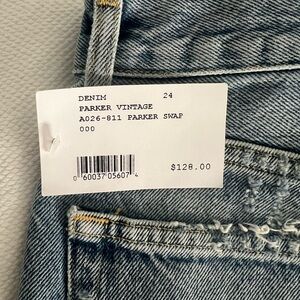 DENIM 24
PARKER VINTAGE
A026-811 PARKER SWAP
000
0 60037 05607 4
$128.00